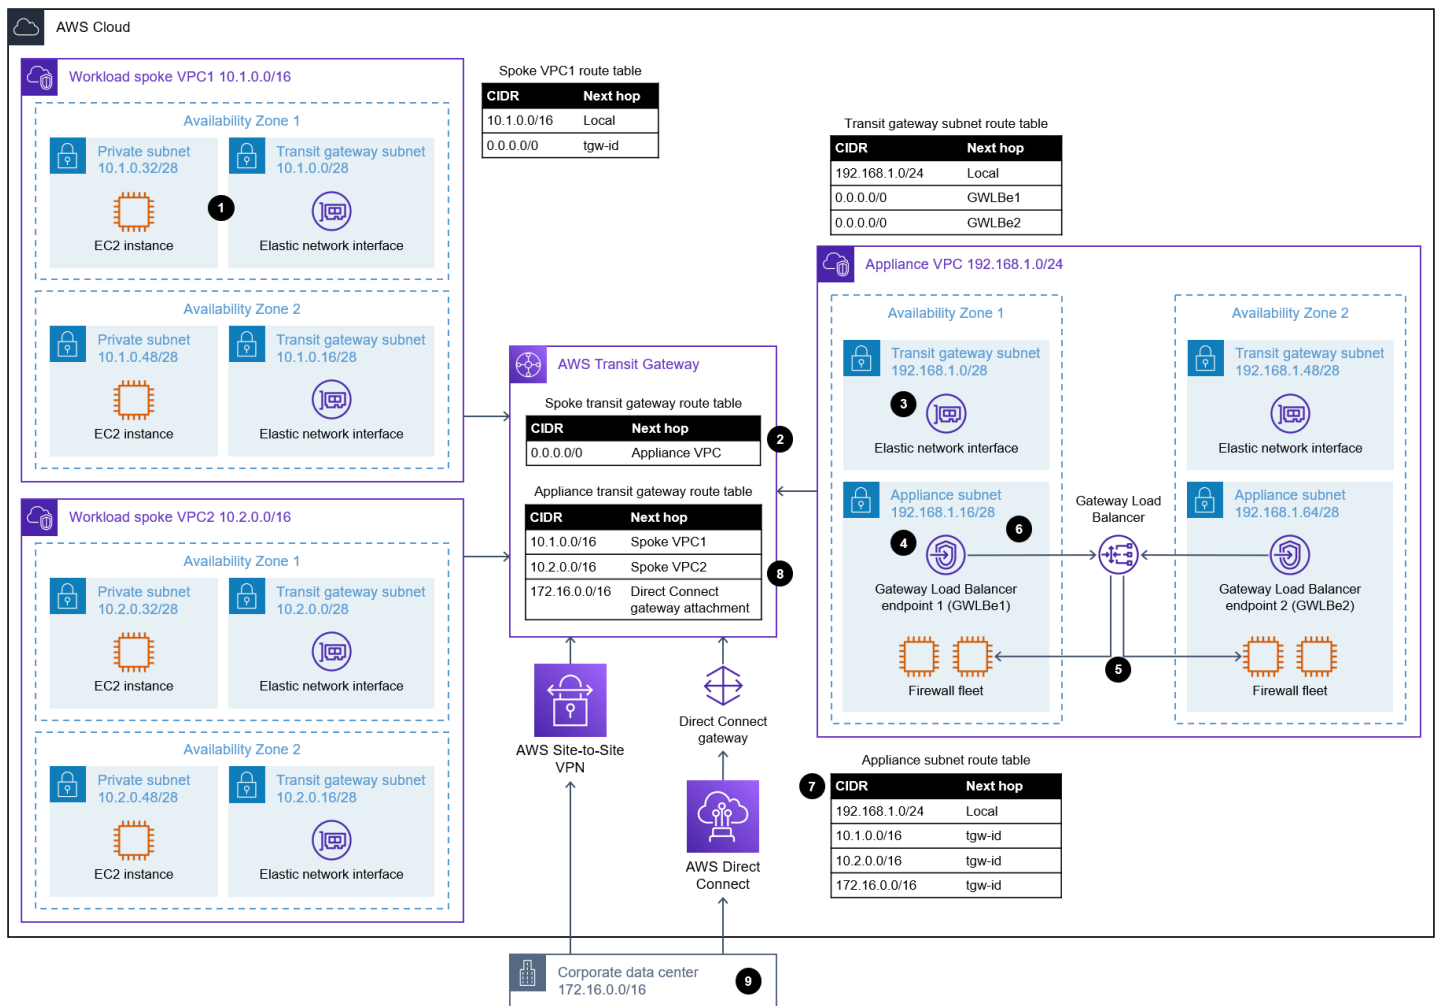 AWS Cloud
Workload spoke VPC1 10.1.0.0/16
Availability Zone 1
Private subnet
10.1.0.32/28
EC2 instance
1
Transit gateway subnet
10.1.0.0/28
Elastic network interface
Availability Zone 2
Private subnet
10.1.0.48/28
EC2 instance
Transit gateway subnet
10.1.0.16/28
Elastic network interface
Workload spoke VPC2 10.2.0.0/16
Availability Zone 1
Private subnet
10.2.0.32/28
EC2 instance
Transit gateway subnet
10.2.0.0/28
Elastic network interface
Availability Zone 2
Private subnet
10.2.0.48/28
EC2 instance
Transit gateway subnet
10.2.0.16/28
Elastic network interface
Spoke VPC1 route table
CIDR Next hop
10.1.0.0/16 Local
0.0.0.0/0 tgw-id
AWS Transit Gateway
Spoke transit gateway route table
CIDR Next hop
0.0.0.0/0 Appliance VPC
2
Appliance transit gateway route table
CIDR Next hop
10.1.0.0/16 Spoke VPC1
10.2.0.0/16 Spoke VPC2
172.16.0.0/16 Direct Connect
gateway attachment
8
AWS Site-to-Site
VPN
Direct Connect
gateway
AWS Direct
Connect
Corporate data center
172.16.0.0/16
9
Transit gateway subnet route table
CIDR Next hop
192.168.1.0/24 Local
0.0.0.0/0 GWLBe1
0.0.0.0/0 GWLBe2
Appliance VPC 192.168.1.0/24
Availability Zone 1
Transit gateway subnet
192.168.1.0/28
3
Elastic network interface
Appliance subnet
192.168.1.16/28
4
6
Gateway Load Balancer
endpoint 1 (GWLBe1)
Firewall fleet
Gateway Load
Balancer
5
Availability Zone 2
Transit gateway subnet
192.168.1.48/28
Elastic network interface
Appliance subnet
192.168.1.64/28
Gateway Load Balancer
endpoint 2 (GWLBe2)
Firewall fleet
Appliance subnet route table
7
CIDR Next hop
192.168.1.0/24 Local
10.1.0.0/16 tgw-id
10.2.0.0/16 tgw-id
172.16.0.0/16 tgw-id